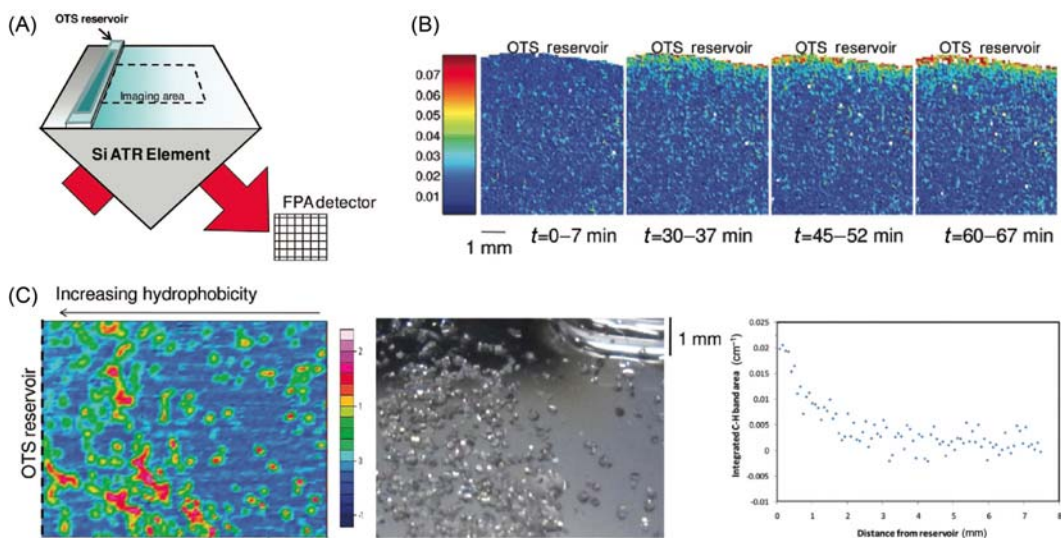 (A)
OTS reservoir
Imaging area
Si ATR Element
FPA detector
(B)
OTS reservoir OTS reservoir OTS reservoir OTS reservoir
0.07
0.06
0.05
0.04
0.03
0.02
0.01
1 mm
t=0–7 min t=30–37 min t=45–52 min t=60–67 min
(C)
Increasing hydrophobicity
OTS reservoir
2
1
1 mm
Integrated C-H band area (cm⁻¹)
0.025
0.02
0.015
0.01
0.005
0
-0.005
-0.01
0 1 2 3 4 5 6 7 8
Distance from reservoir (mm)